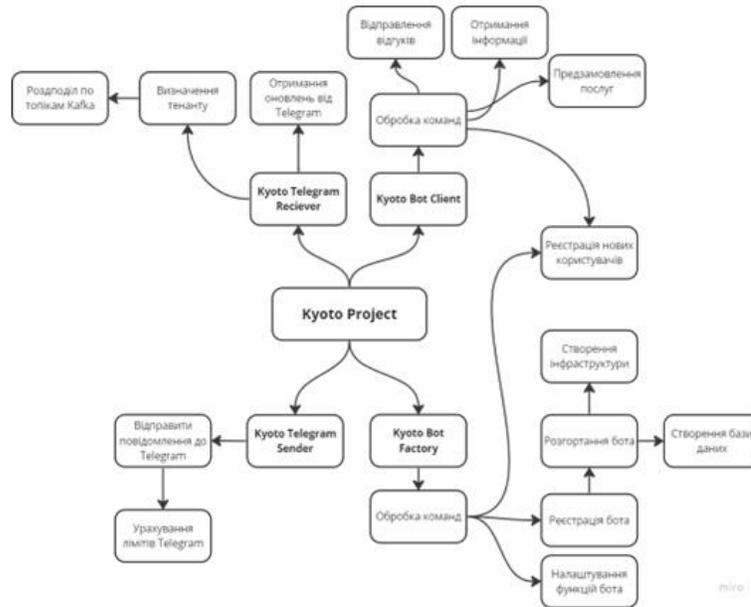 Відправлення
відгуків
Отримання
інформації
Предзамовлення
послуг
Роздподіл по
топікам Kafka
Визначення
тенанту
Отримання
оновлень від
Telegram
Обробка команд
Kyoto Telegram
Reciever
Kyoto Bot Client
Реєстрація нових
користувачів
Kyoto Project
Створення
інфраструктури
Відправити
повідомлення до
Telegram
Kyoto Telegram
Sender
Kyoto Bot
Factory
Розгортання бота
Створення бази
даних
Урахування
лімітів Telegram
Обробка команд
Реєстрація бота
Налаштування
функцій бота
miro